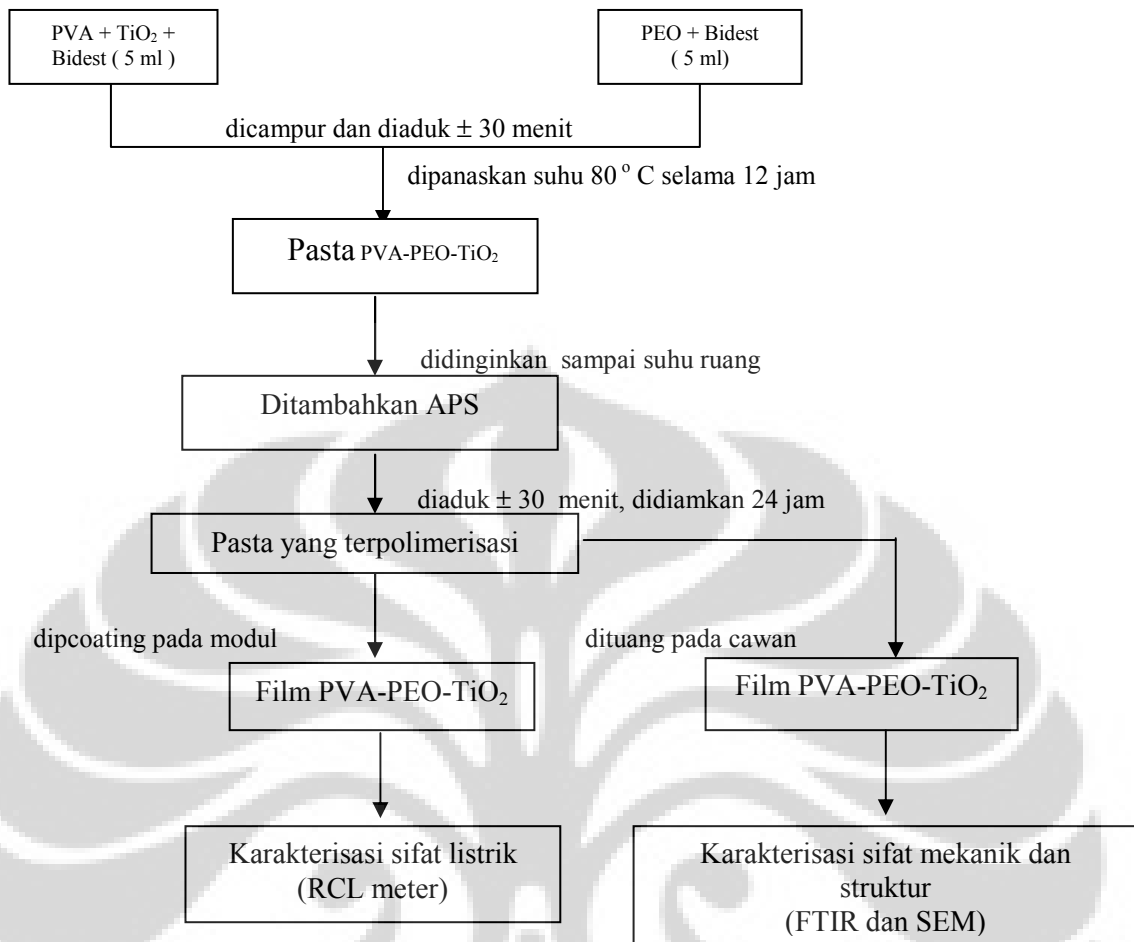 PVA + TiO₂ +
Bidest ( 5 ml )
PEO + Bidest
( 5 ml)
dicampur dan diaduk ± 30 menit
dipanaskan suhu 80 ° C selama 12 jam
Pasta PVA-PEO-TiO₂
didinginkan sampai suhu ruang
Ditambahkan APS
diaduk ± 30 menit, didiamkan 24 jam
Pasta yang terpolimerisasi
dipcoating pada modul
dituang pada cawan
Film PVA-PEO-TiO₂
Film PVA-PEO-TiO₂
Karakterisasi sifat listrik
(RCL meter)
Karakterisasi sifat mekanik dan
struktur
(FTIR dan SEM)